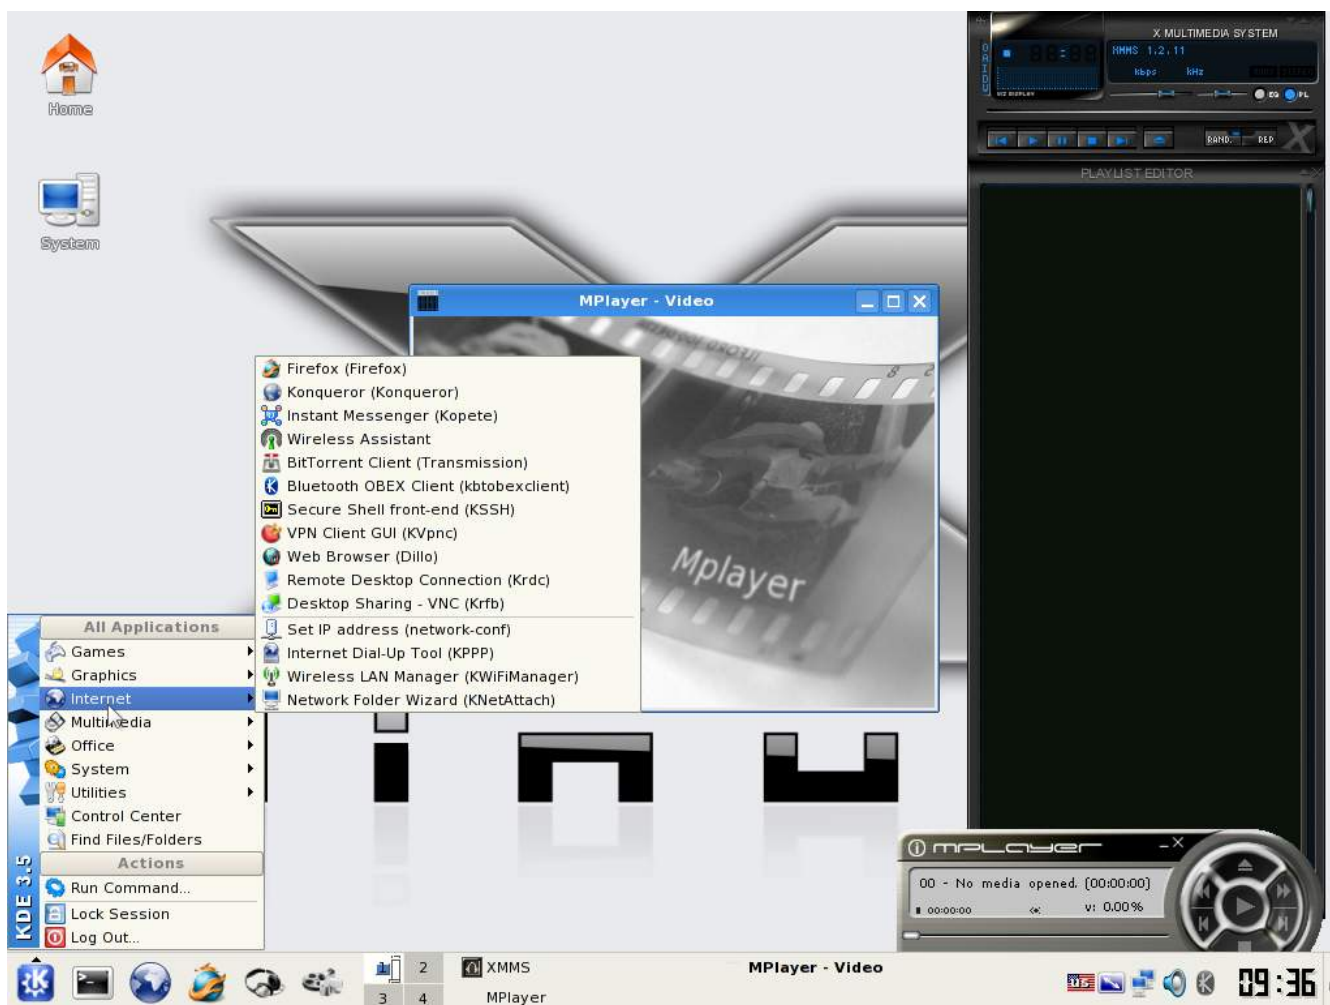 Home
System
X MULTIMEDIA SYSTEM
XMMS 1.2.11
kbps kHz
EQ PL
RAND. REP.
PLAYLIST EDITOR
MPlayer - Video
Mplayer
Firefox (Firefox)
Konqueror (Konqueror)
Instant Messenger (Kopete)
Wireless Assistant
BitTorrent Client (Transmission)
Bluetooth OBEX Client (kbtobexclient)
Secure Shell front-end (KSSH)
VPN Client GUI (KVpnc)
Web Browser (Dillo)
Remote Desktop Connection (Krdc)
Desktop Sharing - VNC (Krfb)
Set IP address (network-conf)
Internet Dial-Up Tool (KPPP)
Wireless LAN Manager (KWiFiManager)
Network Folder Wizard (KNetAttach)
All Applications
Games
Graphics
Internet
Multimedia
Office
System
Utilities
Control Center
Find Files/Folders
Actions
Run Command...
Lock Session
Log Out...
KDE 3.5
mplayer
00 - No media opened. (00:00:00)
00:00:00 v: 0.00%
2 XMMS MPlayer - Video
3 4 MPlayer
us
09:36